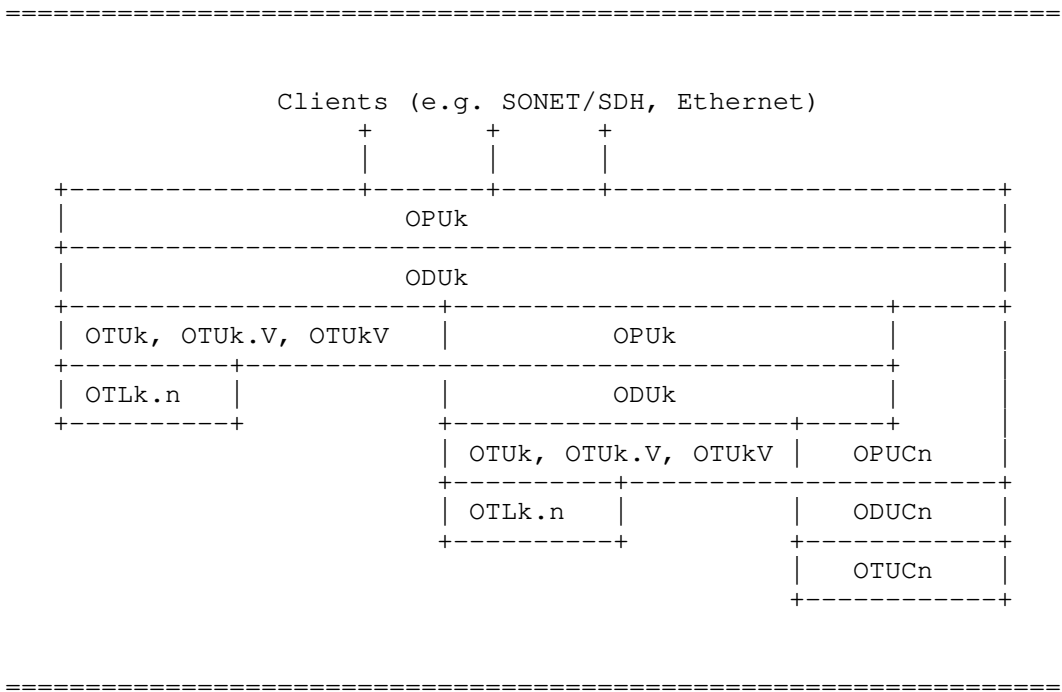 Clients (e.g. SONET/SDH, Ethernet)
OPUk
ODUk
OTUk, OTUk.V, OTUkV OPUk
OTLk.n ODUk
OTUk, OTUk.V, OTUkV OPUCn
OTLk.n ODUCn
OTUCn